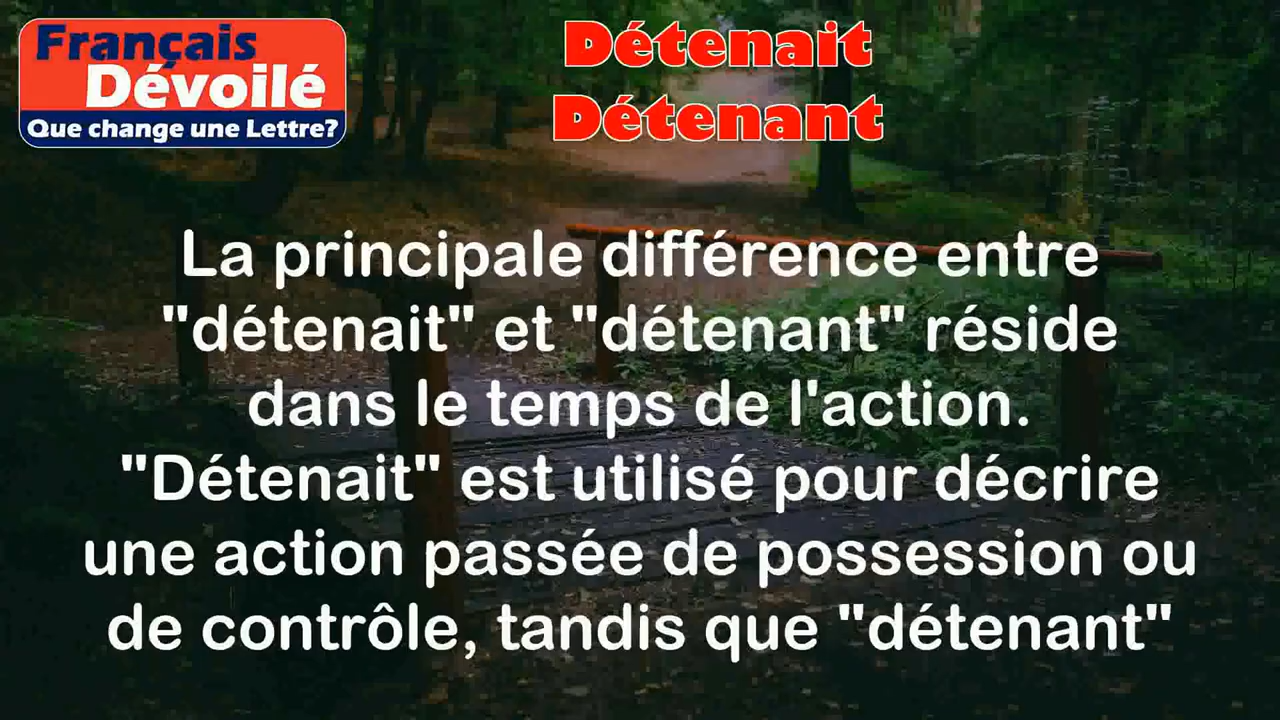 Français
Dévoilé
Que change une Lettre?
Détenait
Détenant
La principale différence entre
"détenait" et "détenant" réside
dans le temps de l'action.
"Détenait" est utilisé pour décrire
une action passée de possession ou
de contrôle, tandis que "détenant"